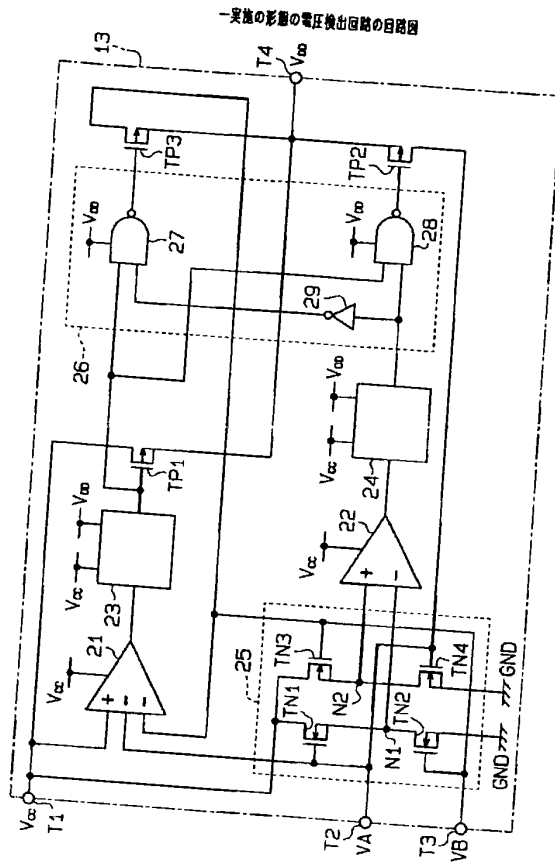 一実施の形態の電圧検出回路の回路図
13
T4
VDD
TP3
TP2
VDD
27
VDD
28
29
26
TP1
VCC
VDD
23
VCC
VDD
24
VCC
21
+
−
−
VCC
22
+
−
25
TN3
TN1
N2
N1
TN4
TN2
GND
GND
VCC
T1
T2
VA
T3
VB